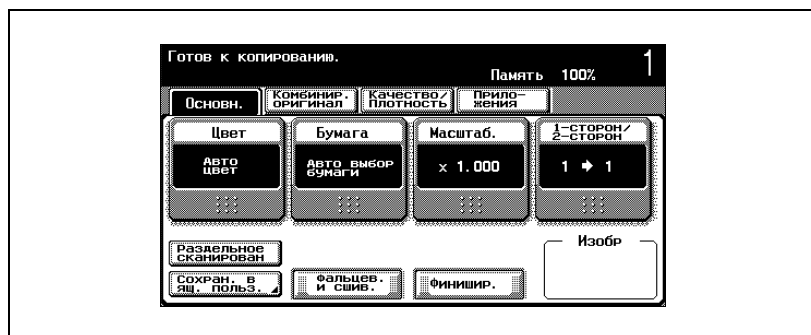 Готов к копированию.
Память 100% 1
Основн. Комбинир. оригинал Качество/ плотность Прило- жения
Цвет Бумага Масштаб. 1-СТОРОН/ 2-СТОРОН
Авто цвет Авто выбор бумаги x 1.000 1 → 1
Изобр
Раздельное
сканирован
Сохран. в
ящ. польз.
Фальцев.
и сшив.
Финишир.